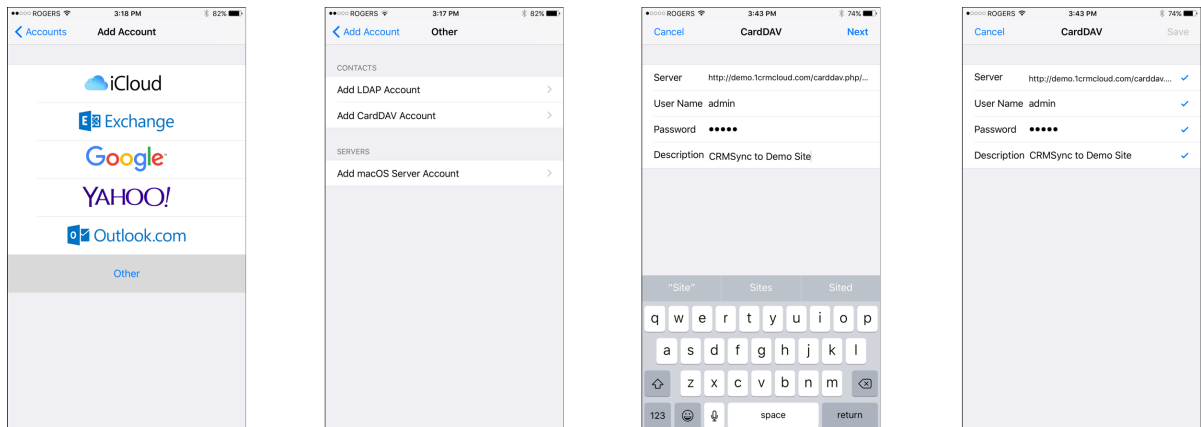 ROGERS 3:18 PM 82%
Accounts Add Account
iCloud
Exchange
Google
YAHOO!
Outlook.com
Other
ROGERS 3:17 PM 82%
Add Account Other
CONTACTS
Add LDAP Account
Add CardDAV Account
SERVERS
Add macOS Server Account
ROGERS 3:43 PM 74%
Cancel CardDAV Next
Server http://demo.1crmcloud.com/carddav.php/...
User Name admin
Password •••••
Description CRMSync to Demo Site
"Site" Sites Sited
q w e r t y u i o p
a s d f g h j k l
z x c v b n m
123 space return
ROGERS 3:43 PM 74%
Cancel CardDAV Save
Server http://demo.1crmcloud.com/carddav....
User Name admin
Password •••••
Description CRMSync to Demo Site